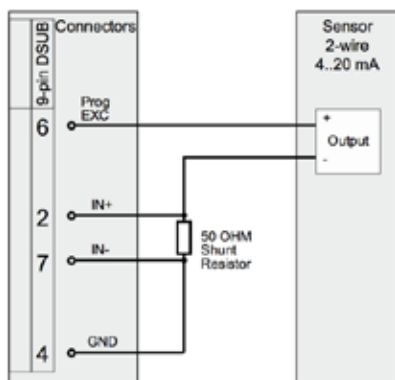 9-pin DSUB
Connectors
Sensor
2-wire
4..20 mA
6
Prog
EXC
+
Output
-
2
IN+
50 OHM
Shunt
Resistor
7
IN-
4
GND